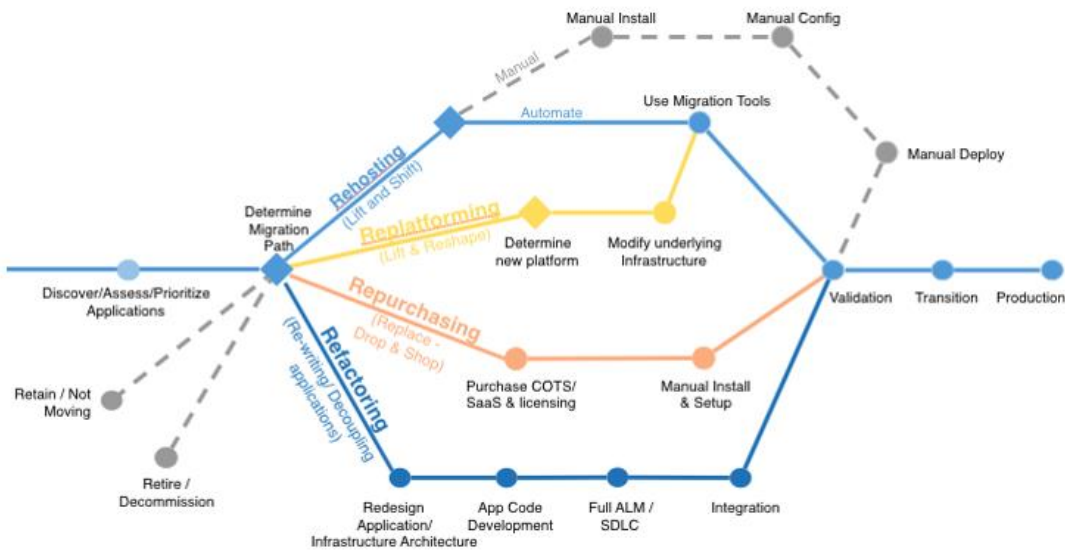 Manual Install
Manual Config
Manual
Automate
Use Migration Tools
Manual Deploy
Rehosting
(Lift and Shift)
Determine
Migration
Path
Replatforming
(Lift & Reshape)
Determine
new platform
Modify underlying
Infrastructure
Discover/Assess/Prioritize
Applications
Validation
Transition
Production
Repurchasing
(Replace -
Drop & Shop)
Purchase COTS/
SaaS & licensing
Manual Install
& Setup
Refactoring
(Re-writing/ Decoupling
applications)
Retain / Not
Moving
Retire /
Decommission
Redesign
Application/
Infrastructure Architecture
App Code
Development
Full ALM /
SDLC
Integration